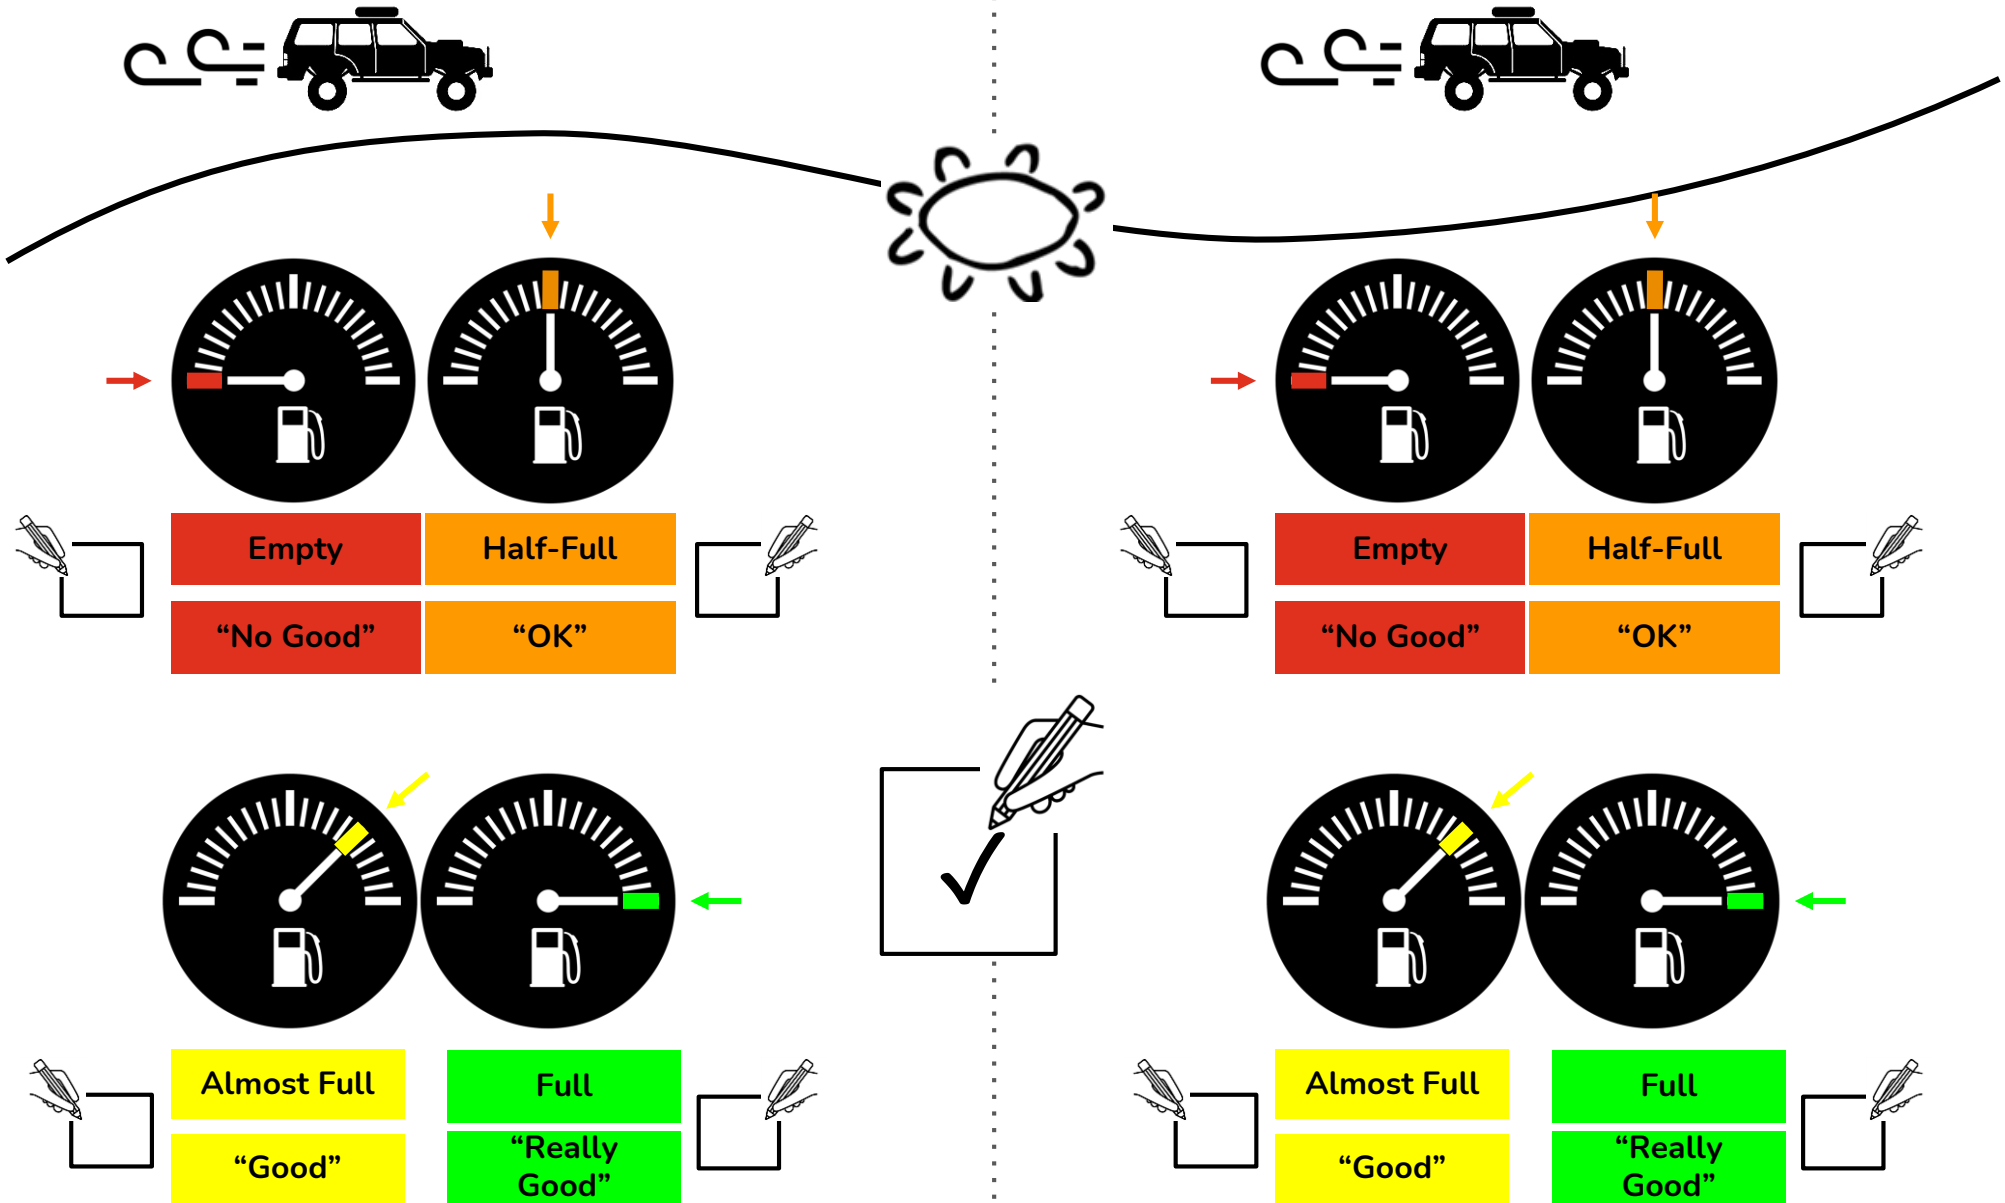 Empty
Half-Full
“No Good”
“OK”
Almost Full
Full
“Good”
“Really
Good”
Empty
Half-Full
“No Good”
“OK”
Almost Full
Full
“Good”
“Really
Good”